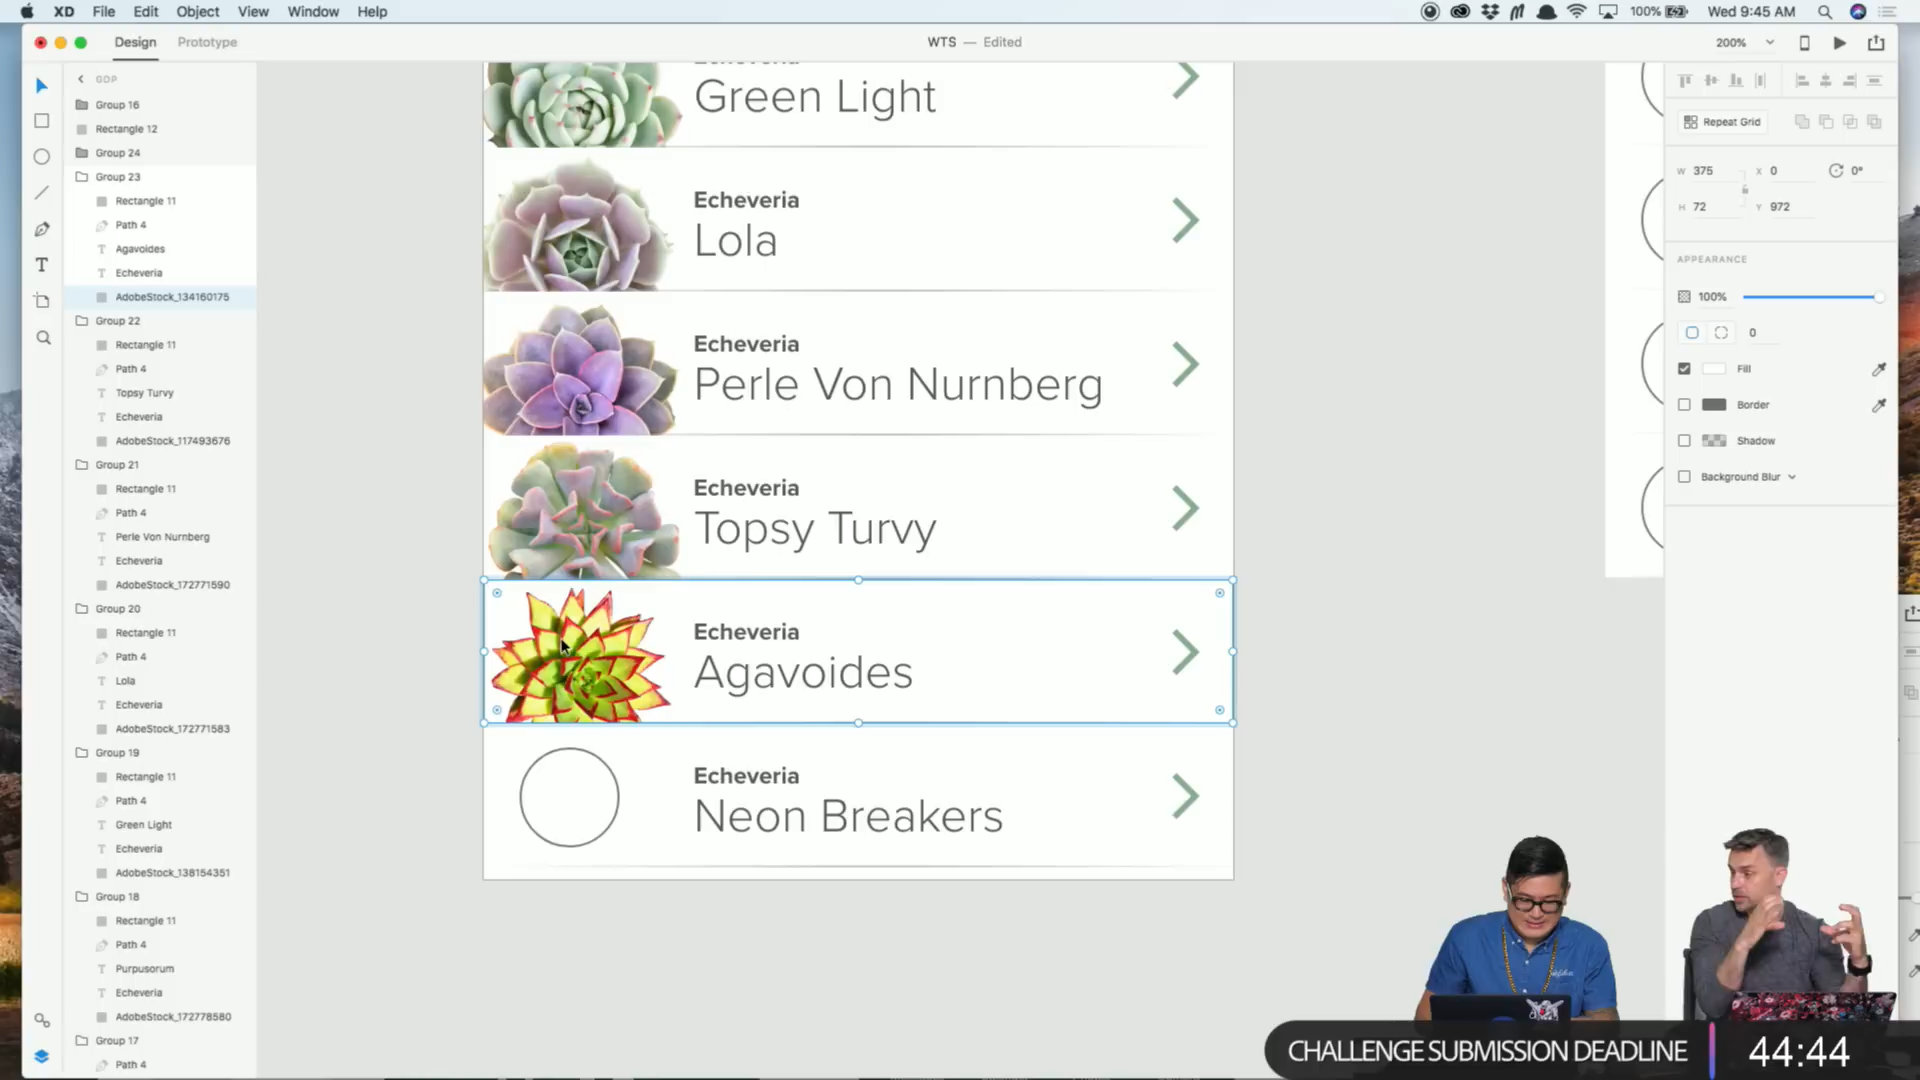 XD File Edit Object View Window Help
100% Wed 9:45 AM
Design Prototype
WTS — Edited
200%
GDP
Group 16
Rectangle 12
Group 24
Group 23
Rectangle 11
Path 4
Agavoides
Echeveria
AdobeStock_134160175
Group 22
Rectangle 11
Path 4
Topsy Turvy
Echeveria
AdobeStock_117493676
Group 21
Rectangle 11
Path 4
Perle Von Nurnberg
Echeveria
AdobeStock_172771590
Group 20
Rectangle 11
Path 4
Lola
Echeveria
AdobeStock_172771583
Group 19
Rectangle 11
Path 4
Green Light
Echeveria
AdobeStock_138154351
Group 18
Rectangle 11
Path 4
Purpusorum
Echeveria
AdobeStock_172778580
Group 17
Path 4
Echeveria
Green Light
Echeveria
Lola
Echeveria
Perle Von Nurnberg
Echeveria
Topsy Turvy
Echeveria
Agavoides
Echeveria
Neon Breakers
Repeat Grid
W 375 X 0 0°
H 72 Y 972
APPEARANCE
100%
0
Fill
Border
Shadow
Background Blur
CHALLENGE SUBMISSION DEADLINE 44:44